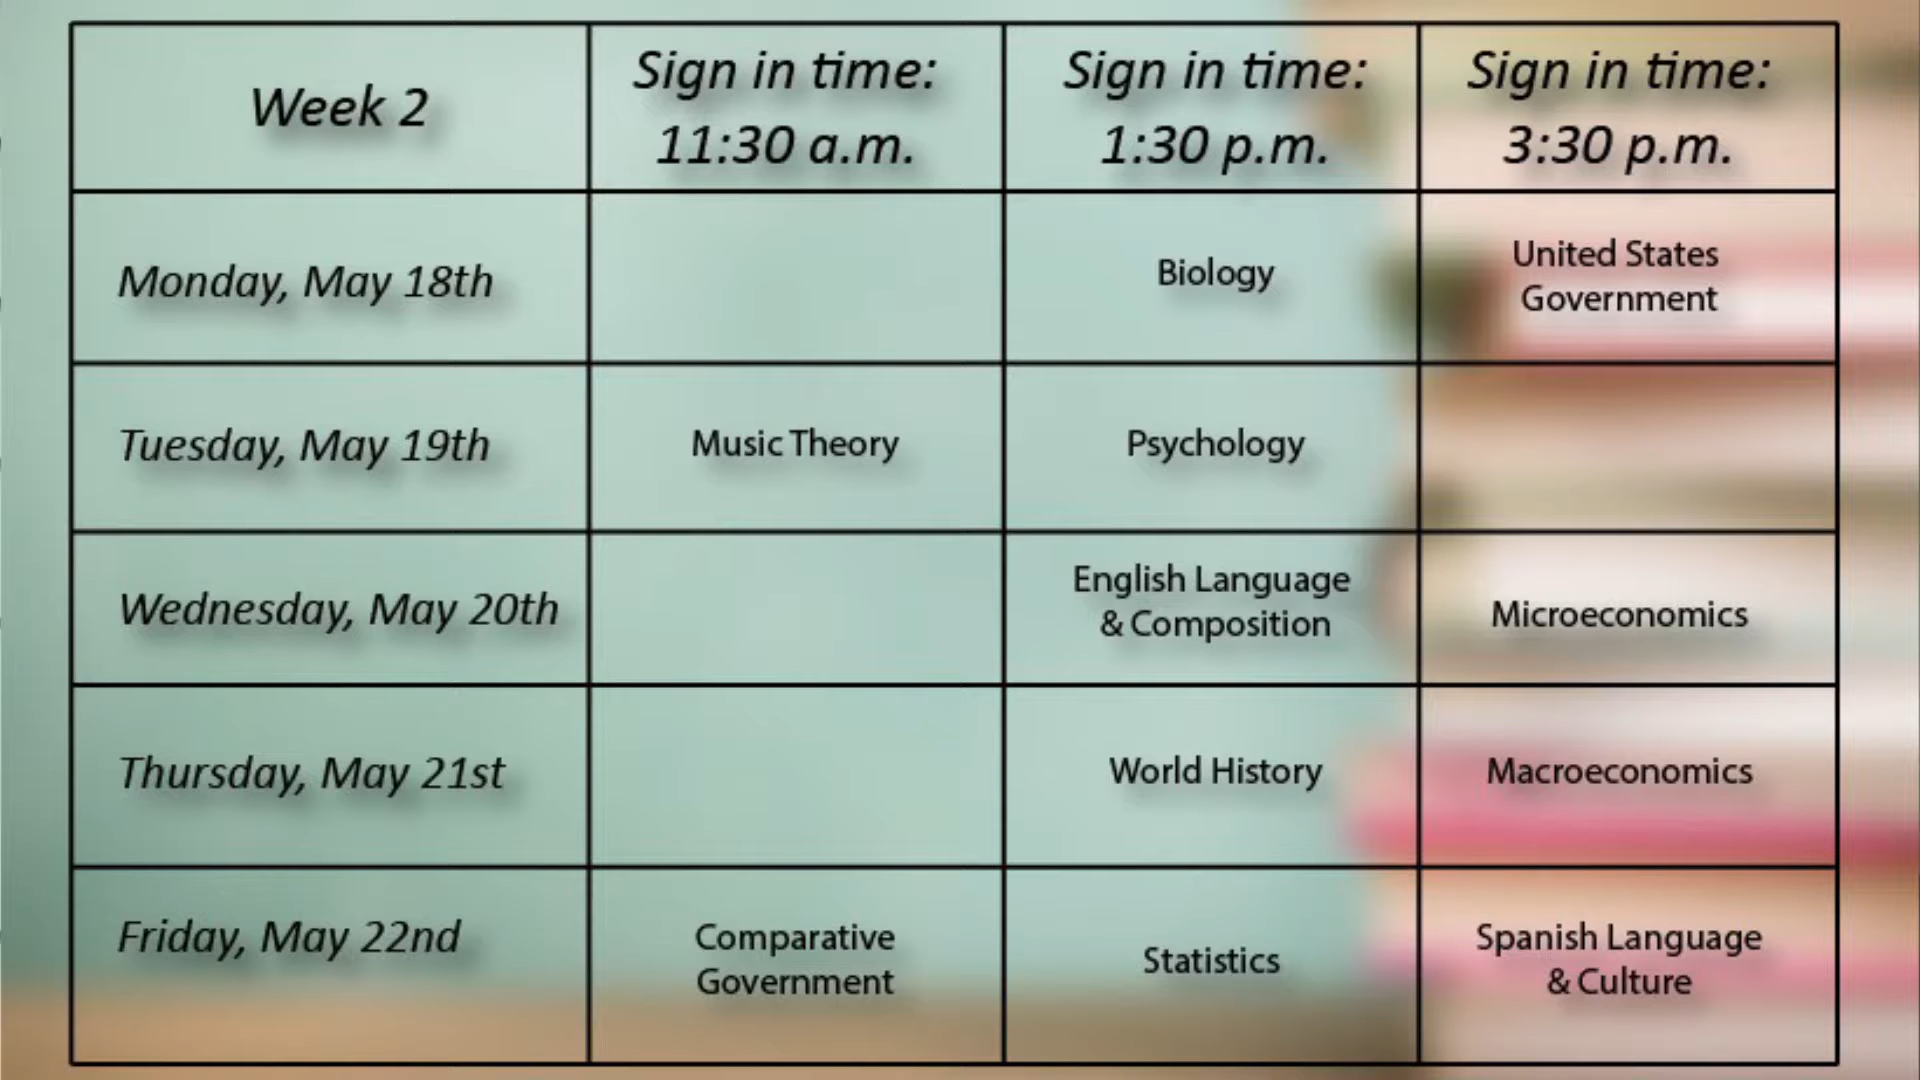 Week 2
Sign in time:
11:30 a.m.
Sign in time:
1:30 p.m.
Sign in time:
3:30 p.m.
Monday, May 18th
Biology
United States
Government
Tuesday, May 19th
Music Theory
Psychology
Wednesday, May 20th
English Language
& Composition
Microeconomics
Thursday, May 21st
World History
Macroeconomics
Friday, May 22nd
Comparative
Government
Statistics
Spanish Language
& Culture